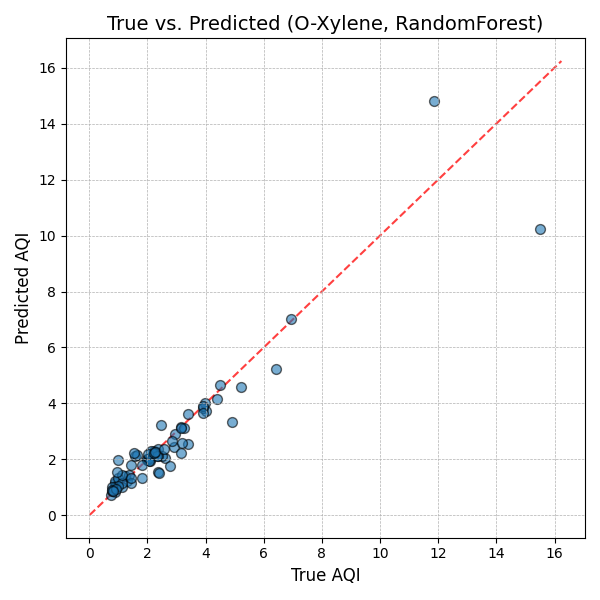 True vs. Predicted (O-Xylene, RandomForest)
Predicted AQI
16
14
12
10
8
6
4
2
0
0 2 4 6 8 10 12 14 16
True AQI